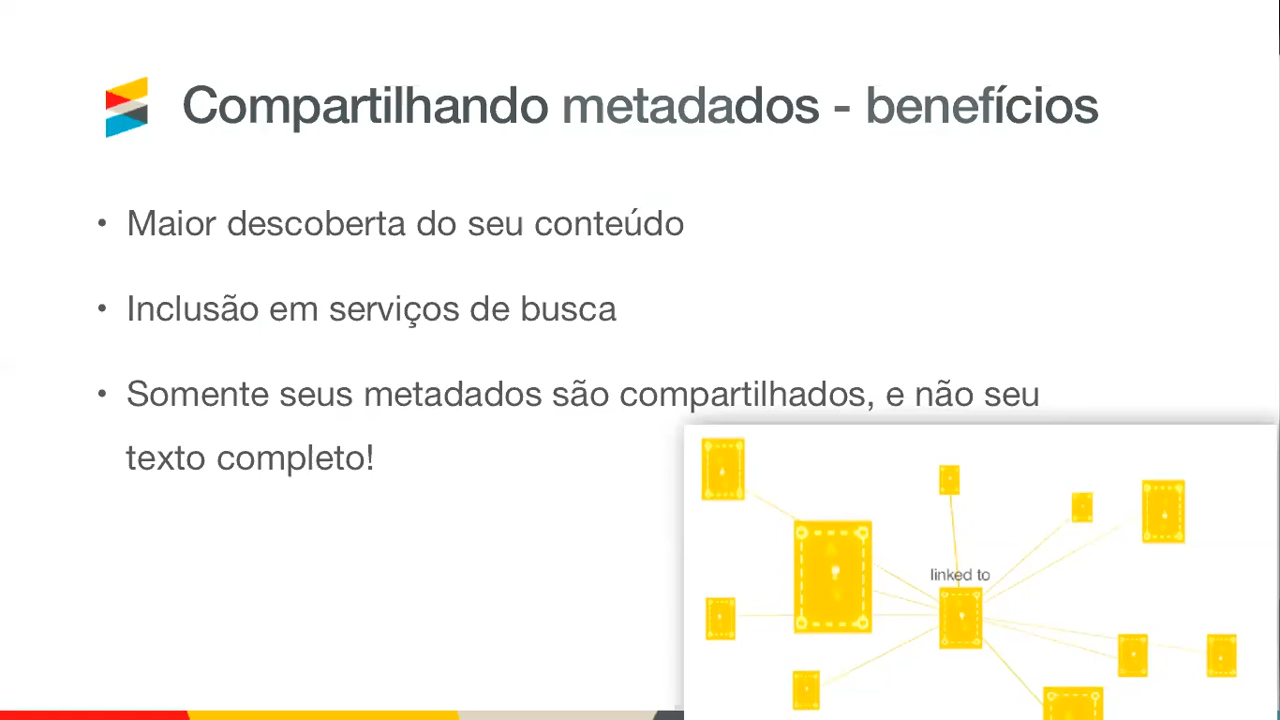 Compartilhando metadados - benefícios
• Maior descoberta do seu conteúdo
• Inclusão em serviços de busca
• Somente seus metadados são compartilhados, e não seu
texto completo!
linked to